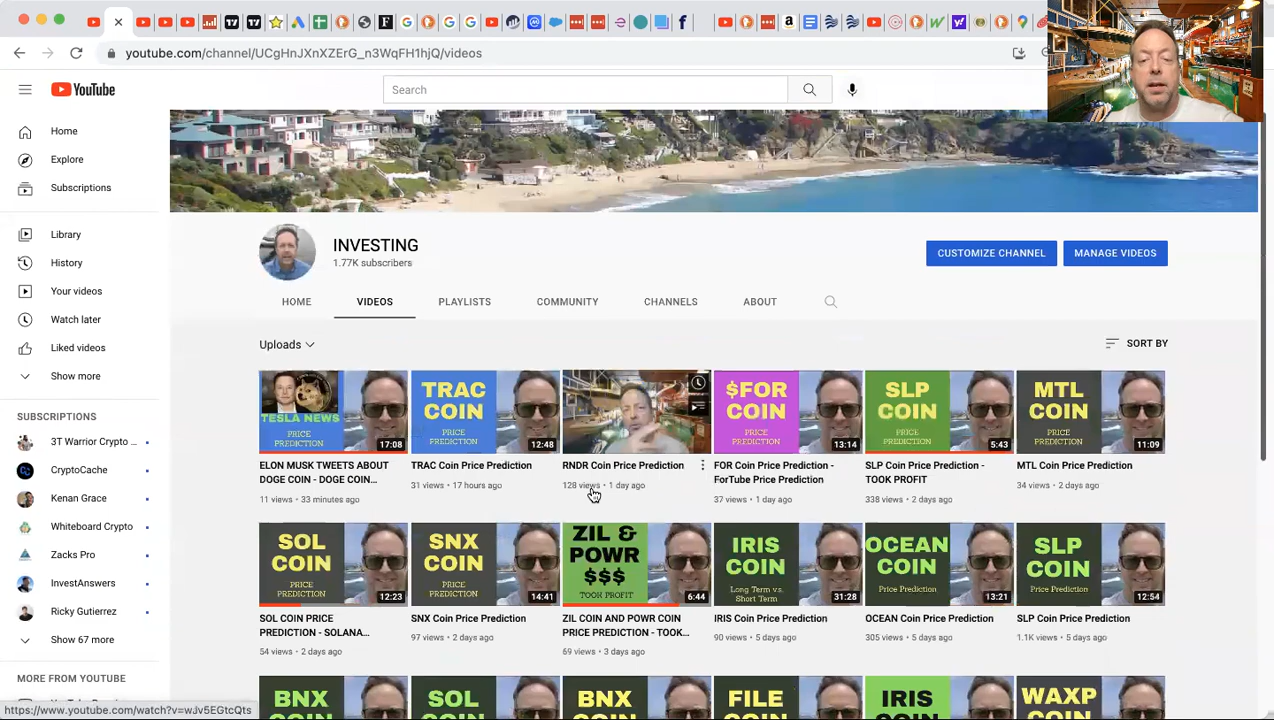 youtube.com/channel/UCgHnJXnXZErG_n3WqFH1hjQ/videos
YouTube
Search
Home
Explore
Subscriptions
Library
History
Your videos
Watch later
Liked videos
Show more
SUBSCRIPTIONS
3T Warrior Crypto ...
CryptoCache
Kenan Grace
Whiteboard Crypto
Zacks Pro
InvestAnswers
Ricky Gutierrez
Show 67 more
MORE FROM YOUTUBE
INVESTING
1.77K subscribers
CUSTOMIZE CHANNEL
MANAGE VIDEOS
HOME
VIDEOS
PLAYLISTS
COMMUNITY
CHANNELS
ABOUT
Uploads
SORT BY
TESLA NEWS
PRICE
PREDICTION
17:08
ELON MUSK TWEETS ABOUT
DOGE COIN - DOGE COIN...
11 views • 33 minutes ago
TRAC
COIN
PRICE
PREDICTION
12:48
TRAC Coin Price Prediction
31 views • 17 hours ago
RNDR Coin Price Prediction
128 views • 1 day ago
$FOR
COIN
PRICE
PREDICTION
13:14
FOR Coin Price Prediction -
ForTube Price Prediction
37 views • 1 day ago
SLP
COIN
PRICE
PREDICTION
5:43
SLP Coin Price Prediction -
TOOK PROFIT
338 views • 2 days ago
MTL
COIN
PRICE
PREDICTION
11:09
MTL Coin Price Prediction
34 views • 2 days ago
SOL
COIN
PRICE
PREDICTION
12:23
SOL COIN PRICE
PREDICTION - SOLANA...
54 views • 2 days ago
SNX
COIN
PRICE
PREDICTION
14:41
SNX Coin Price Prediction
97 views • 2 days ago
ZIL &
POWR
$$$
TOOK PROFIT
6:44
ZIL COIN AND POWR COIN
PRICE PREDICTION - TOOK...
69 views • 3 days ago
IRIS
COIN
Long Term v.s.
Short Term
31:28
IRIS Coin Price Prediction
90 views • 5 days ago
OCEAN
COIN
Price Prediction
13:21
OCEAN Coin Price Prediction
305 views • 5 days ago
SLP
COIN
Price Prediction
12:54
SLP Coin Price Prediction
1.1K views • 5 days ago
BNX
SOL
BNX
FILE
IRIS
WAXP
https://www.youtube.com/watch?v=wJv5EGtcQts